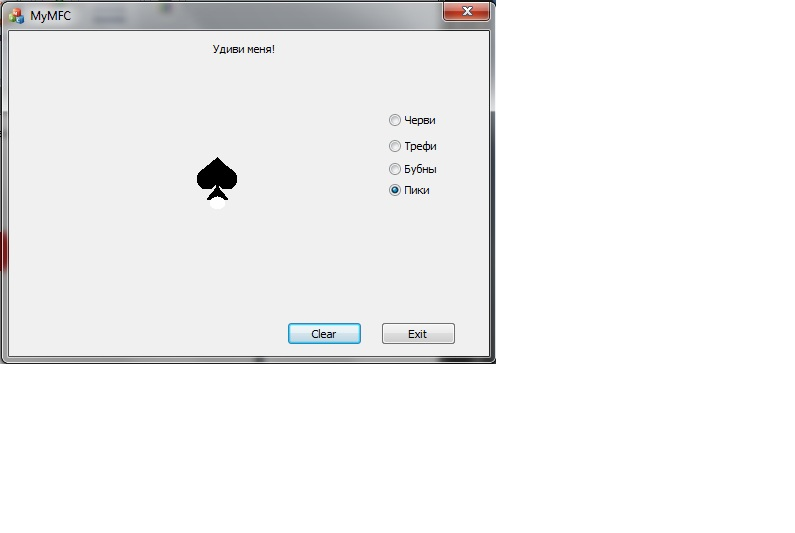 MyMFC
Удиви меня!
Черви
Трефи
Бубны
Пики
Clear
Exit